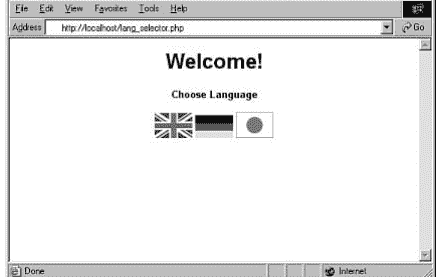 File Edit View Favorites Tools Help
Address http://localhost/lang_selector.php Go
Welcome!
Choose Language
Done Internet